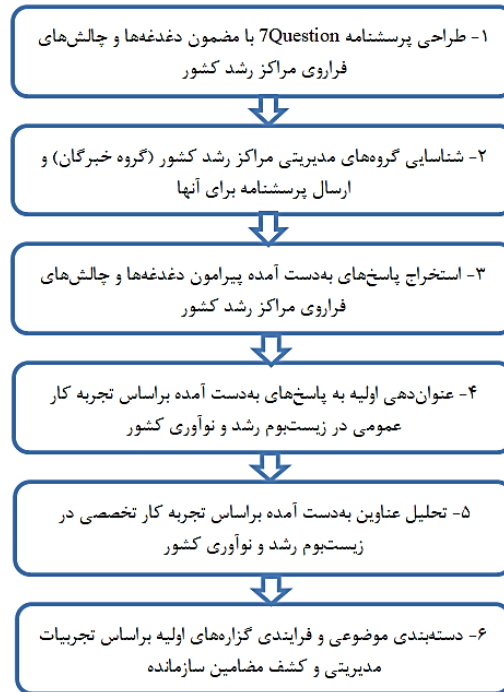 ۱- طراحی پرسشنامه 7Question با مضمون دغدغه‌ها و چالش‌های
فراروی مراکز رشد کشور
۲- شناسایی گروه‌های مدیریتی مراکز رشد کشور (گروه خبرگان) و
ارسال پرسشنامه برای آنها
۳- استخراج پاسخ‌های به‌دست آمده پیرامون دغدغه‌ها و چالش‌های
فراروی مراکز رشد کشور
۴- عنوان‌دهی اولیه به پاسخ‌های به‌دست آمده براساس تجربه کار
عمومی در زیست‌بوم رشد و نوآوری کشور
۵- تحلیل عناوین به‌دست آمده براساس تجربه کار تخصصی در
زیست‌بوم رشد و نوآوری کشور
۶- دسته‌بندی موضوعی و فرایندی گزاره‌های اولیه براساس تجربیات
مدیریتی و کشف مضامین سازمانده